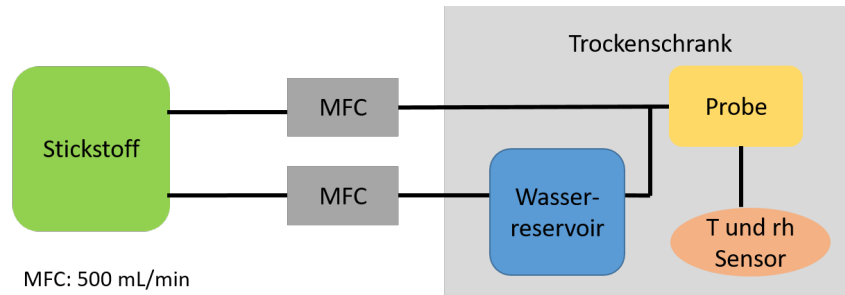 Trockenschrank
Stickstoff
MFC
Probe
MFC
Wasser-
reservoir
T und rh
Sensor
MFC: 500 mL/min